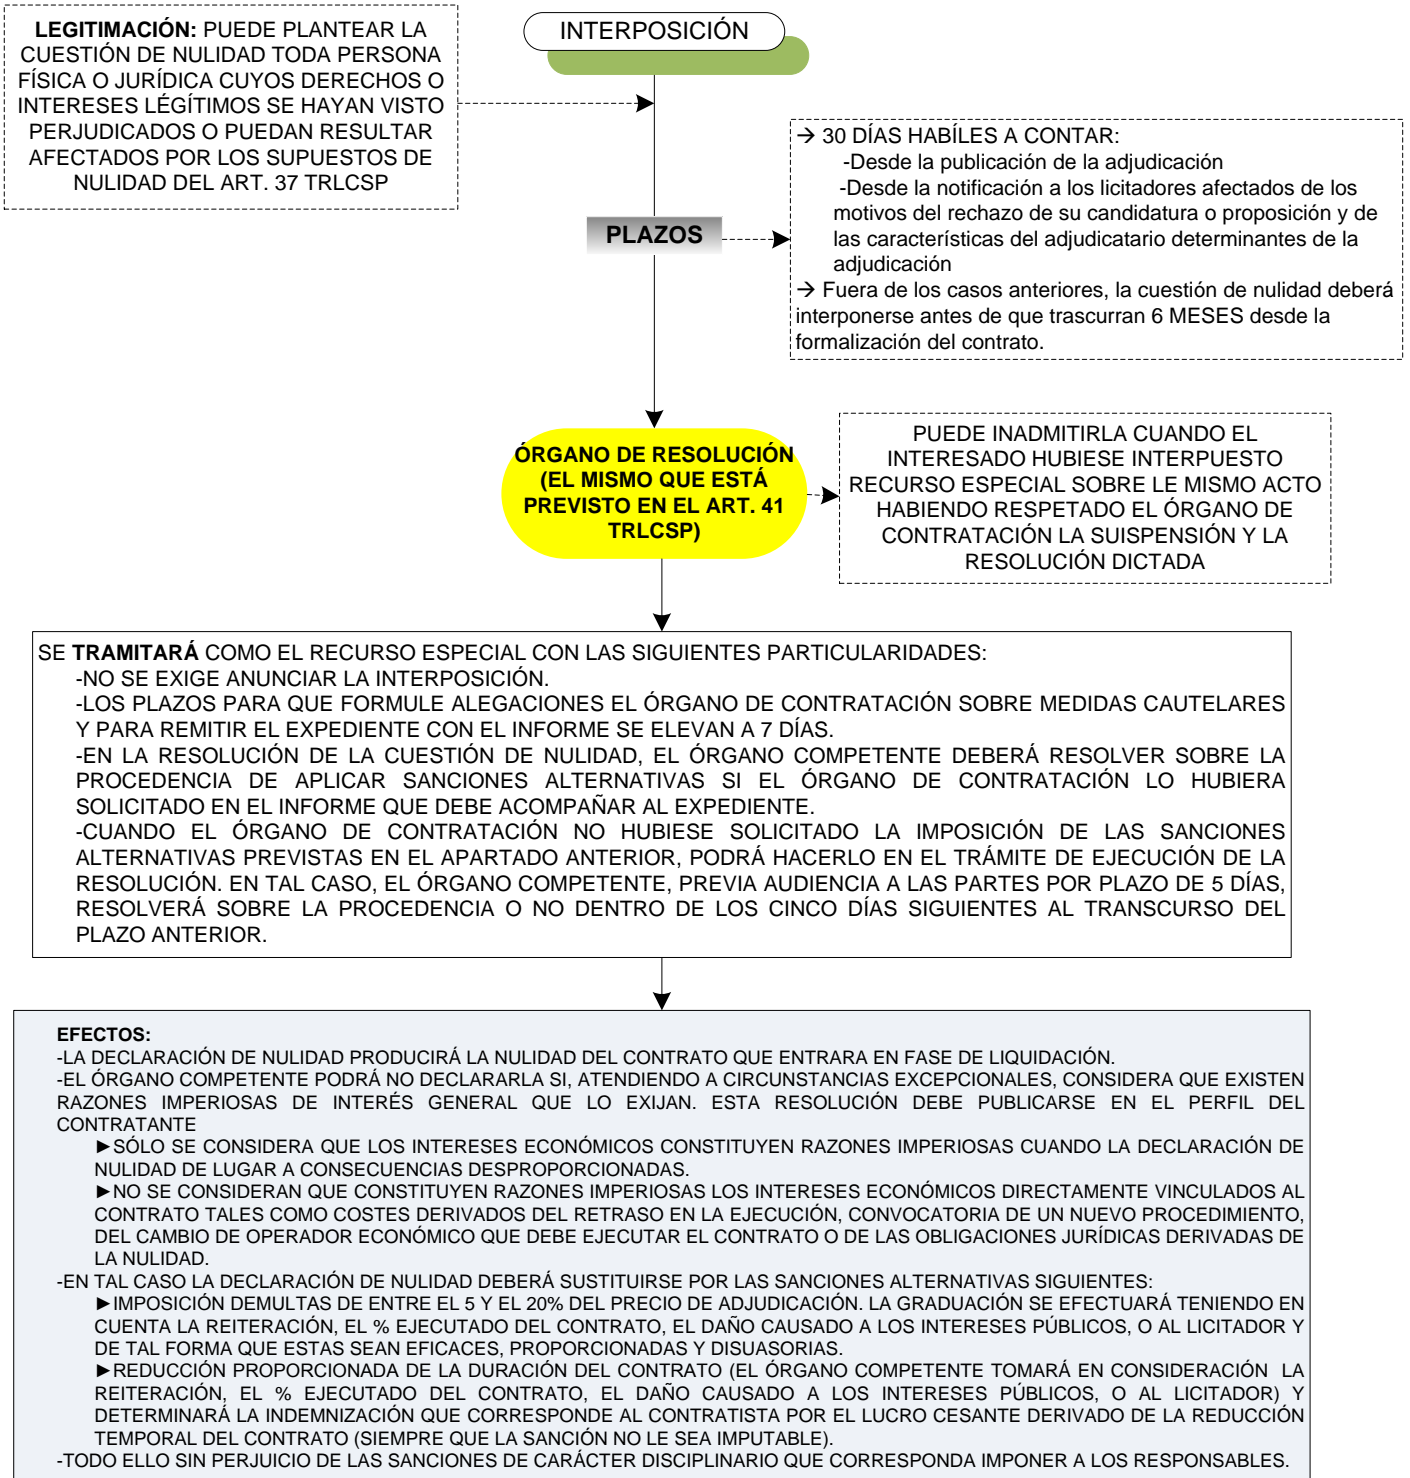 LEGITIMACIÓN: PUEDE PLANTEAR LA
CUESTIÓN DE NULIDAD TODA PERSONA
FÍSICA O JURÍDICA CUYOS DERECHOS O
INTERESES LÉGÍTIMOS SE HAYAN VISTO
PERJUDICADOS O PUEDAN RESULTAR
AFECTADOS POR LOS SUPUESTOS DE
NULIDAD DEL ART. 37 TRLCSP
INTERPOSICIÓN
PLAZOS
→ 30 DÍAS HABÍLES A CONTAR:
-Desde la publicación de la adjudicación
-Desde la notificación a los licitadores afectados de los
motivos del rechazo de su candidatura o proposición y de
las características del adjudicatario determinantes de la
adjudicación
→ Fuera de los casos anteriores, la cuestión de nulidad deberá
interponerse antes de que trascurran 6 MESES desde la
formalización del contrato.
ÓRGANO DE RESOLUCIÓN
(EL MISMO QUE ESTÁ
PREVISTO EN EL ART. 41
TRLCSP)
PUEDE INADMITIRLA CUANDO EL
INTERESADO HUBIESE INTERPUESTO
RECURSO ESPECIAL SOBRE LE MISMO ACTO
HABIENDO RESPETADO EL ÓRGANO DE
CONTRATACIÓN LA SUISPENSIÓN Y LA
RESOLUCIÓN DICTADA
SE TRAMITARÁ COMO EL RECURSO ESPECIAL CON LAS SIGUIENTES PARTICULARIDADES:
-NO SE EXIGE ANUNCIAR LA INTERPOSICIÓN.
-LOS PLAZOS PARA QUE FORMULE ALEGACIONES EL ÓRGANO DE CONTRATACIÓN SOBRE MEDIDAS CAUTELARES
Y PARA REMITIR EL EXPEDIENTE CON EL INFORME SE ELEVAN A 7 DÍAS.
-EN LA RESOLUCIÓN DE LA CUESTIÓN DE NULIDAD, EL ÓRGANO COMPETENTE DEBERÁ RESOLVER SOBRE LA
PROCEDENCIA DE APLICAR SANCIONES ALTERNATIVAS SI EL ÓRGANO DE CONTRATACIÓN LO HUBIERA
SOLICITADO EN EL INFORME QUE DEBE ACOMPAÑAR AL EXPEDIENTE.
-CUANDO EL ÓRGANO DE CONTRATACIÓN NO HUBIESE SOLICITADO LA IMPOSICIÓN DE LAS SANCIONES
ALTERNATIVAS PREVISTAS EN EL APARTADO ANTERIOR, PODRÁ HACERLO EN EL TRÁMITE DE EJECUCIÓN DE LA
RESOLUCIÓN. EN TAL CASO, EL ÓRGANO COMPETENTE, PREVIA AUDIENCIA A LAS PARTES POR PLAZO DE 5 DÍAS,
RESOLVERÁ SOBRE LA PROCEDENCIA O NO DENTRO DE LOS CINCO DÍAS SIGUIENTES AL TRANSCURSO DEL
PLAZO ANTERIOR.
EFECTOS:
-LA DECLARACIÓN DE NULIDAD PRODUCIRÁ LA NULIDAD DEL CONTRATO QUE ENTRARA EN FASE DE LIQUIDACIÓN.
-EL ÓRGANO COMPETENTE PODRÁ NO DECLARARLA SI, ATENDIENDO A CIRCUNSTANCIAS EXCEPCIONALES, CONSIDERA QUE EXISTEN
RAZONES IMPERIOSAS DE INTERÉS GENERAL QUE LO EXIJAN. ESTA RESOLUCIÓN DEBE PUBLICARSE EN EL PERFIL DEL
CONTRATANTE
►SÓLO SE CONSIDERA QUE LOS INTERESES ECONÓMICOS CONSTITUYEN RAZONES IMPERIOSAS CUANDO LA DECLARACIÓN DE
NULIDAD DE LUGAR A CONSECUENCIAS DESPROPORCIONADAS.
►NO SE CONSIDERAN QUE CONSTITUYEN RAZONES IMPERIOSAS LOS INTERESES ECONÓMICOS DIRECTAMENTE VINCULADOS AL
CONTRATO TALES COMO COSTES DERIVADOS DEL RETRASO EN LA EJECUCIÓN, CONVOCATORIA DE UN NUEVO PROCEDIMIENTO,
DEL CAMBIO DE OPERADOR ECONÓMICO QUE DEBE EJECUTAR EL CONTRATO O DE LAS OBLIGACIONES JURÍDICAS DERIVADAS DE
LA NULIDAD.
-EN TAL CASO LA DECLARACIÓN DE NULIDAD DEBERÁ SUSTITUIRSE POR LAS SANCIONES ALTERNATIVAS SIGUIENTES:
►IMPOSICIÓN DEMULTAS DE ENTRE EL 5 Y EL 20% DEL PRECIO DE ADJUDICACIÓN. LA GRADUACIÓN SE EFECTUARÁ TENIENDO EN
CUENTA LA REITERACIÓN, EL % EJECUTADO DEL CONTRATO, EL DAÑO CAUSADO A LOS INTERESES PÚBLICOS, O AL LICITADOR Y
DE TAL FORMA QUE ESTAS SEAN EFICACES, PROPORCIONADAS Y DISUASORIAS.
►REDUCCIÓN PROPORCIONADA DE LA DURACIÓN DEL CONTRATO (EL ÓRGANO COMPETENTE TOMARÁ EN CONSIDERACIÓN LA
REITERACIÓN, EL % EJECUTADO DEL CONTRATO, EL DAÑO CAUSADO A LOS INTERESES PÚBLICOS, O AL LICITADOR) Y
DETERMINARÁ LA INDEMNIZACIÓN QUE CORRESPONDE AL CONTRATISTA POR EL LUCRO CESANTE DERIVADO DE LA REDUCCIÓN
TEMPORAL DEL CONTRATO (SIEMPRE QUE LA SANCIÓN NO LE SEA IMPUTABLE).
-TODO ELLO SIN PERJUICIO DE LAS SANCIONES DE CARÁCTER DISCIPLINARIO QUE CORRESPONDA IMPONER A LOS RESPONSABLES.